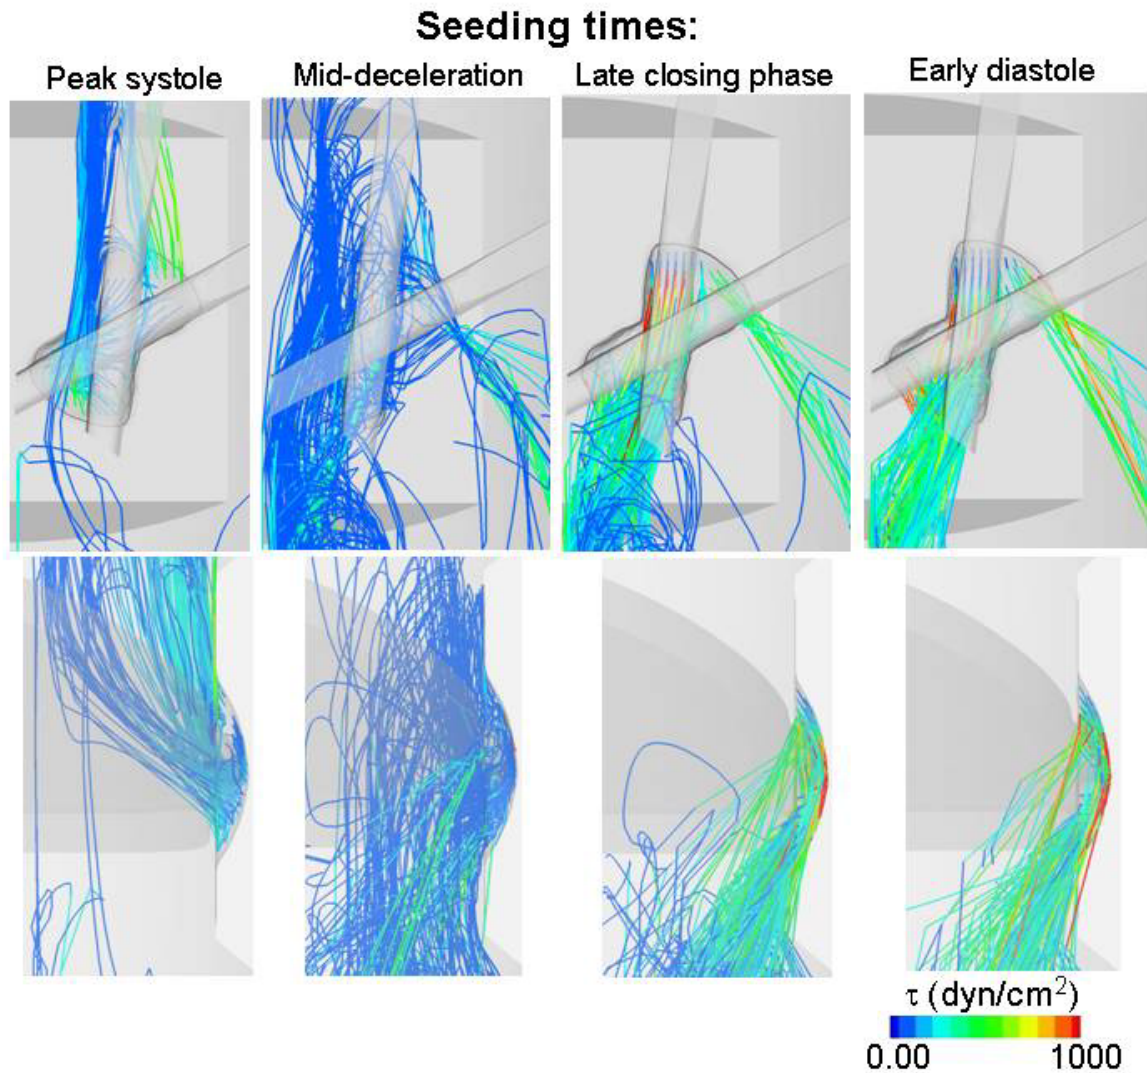 Seeding times:
Peak systole Mid-deceleration Late closing phase Early diastole
τ (dyn/cm²)
0.00 1000